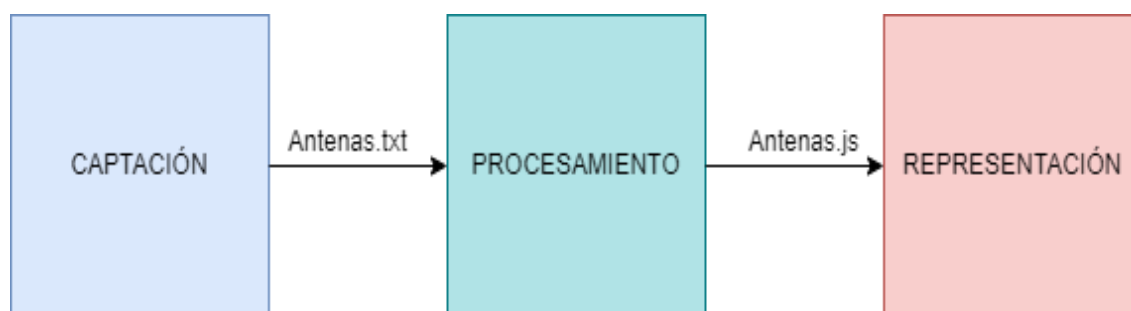 CAPTACIÓN
Antenas.txt
PROCESAMIENTO
Antenas.js
REPRESENTACIÓN